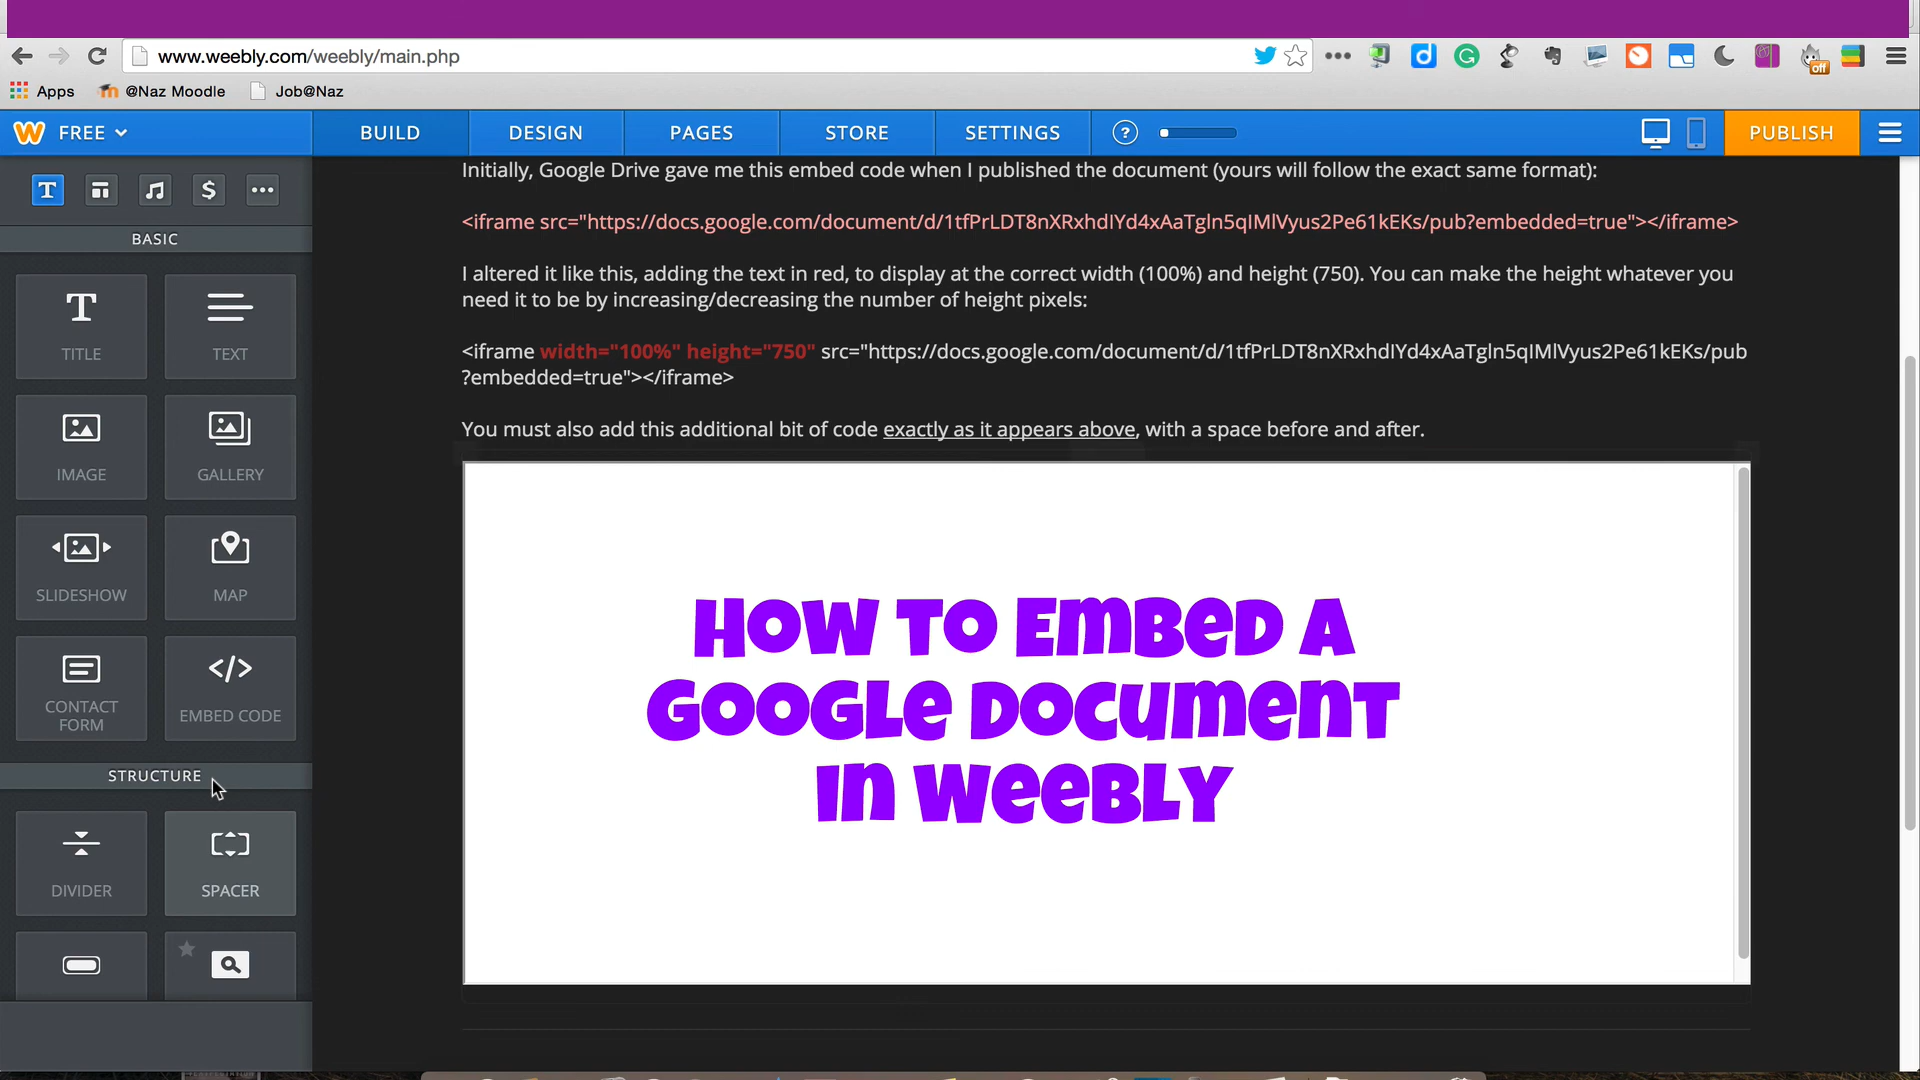 www.weebly.com/weebly/main.php
off
Apps
@Naz Moodle
Job@Naz
W FREE
BUILD
DESIGN
PAGES
STORE
SETTINGS
?
PUBLISH
T
$
BASIC
T
TITLE
TEXT
IMAGE
GALLERY
SLIDESHOW
MAP
CONTACT
FORM
</>
EMBED CODE
STRUCTURE
DIVIDER
SPACER
Initially, Google Drive gave me this embed code when I published the document (yours will follow the exact same format):
<iframe src="https://docs.google.com/document/d/1tfPrLDT8nXRxhdIYd4xAaTgln5qIMlVyus2Pe61kEKs/pub?embedded=true"></iframe>
I altered it like this, adding the text in red, to display at the correct width (100%) and height (750). You can make the height whatever you
need it to be by increasing/decreasing the number of height pixels:
<iframe width="100%" height="750" src="https://docs.google.com/document/d/1tfPrLDT8nXRxhdIYd4xAaTgln5qIMlVyus2Pe61kEKs/pub
?embedded=true"></iframe>
You must also add this additional bit of code exactly as it appears above, with a space before and after.
How to Embed a
Google Document
in Weebly